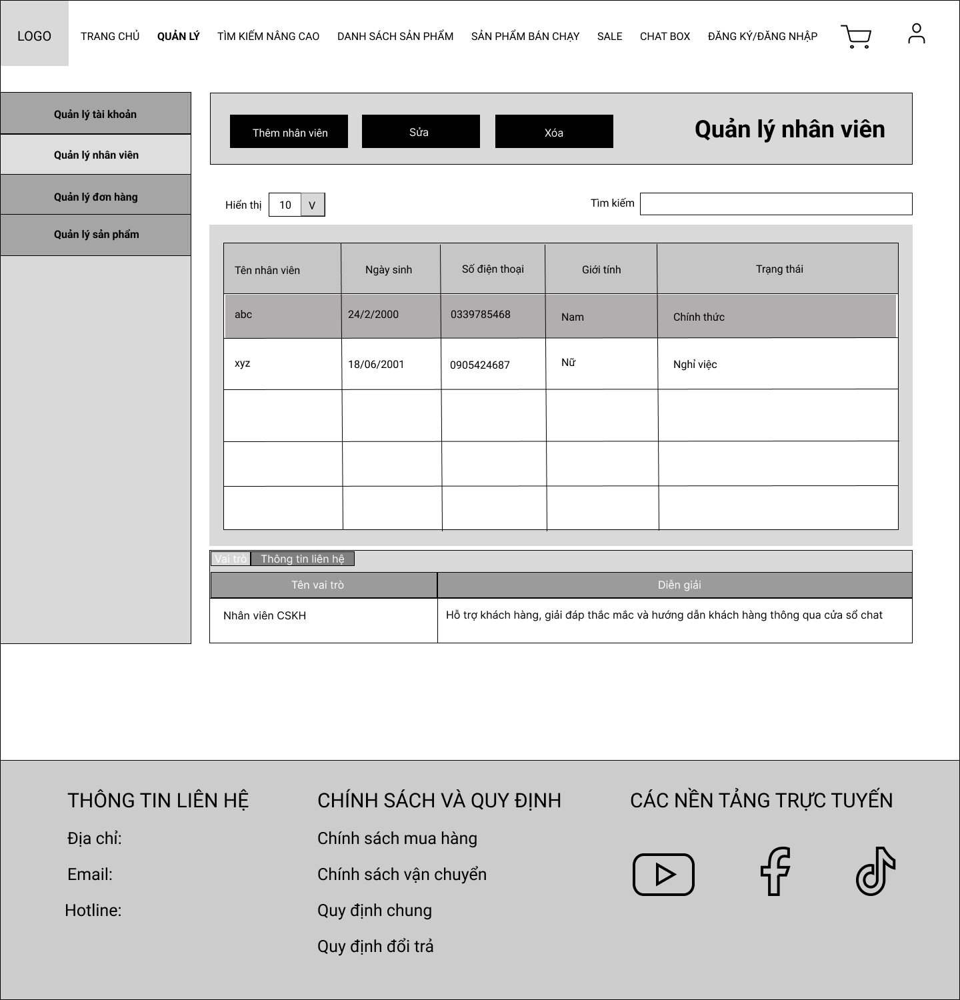 LOGO TRANG CHỦ QUẢN LÝ TÌM KIẾM NÂNG CAO DANH SÁCH SẢN PHẨM SẢN PHẨM BÁN CHẠY SALE CHAT BOX ĐĂNG KÝ/ĐĂNG NHẬP
Quản lý tài khoản
Quản lý nhân viên
Quản lý đơn hàng
Quản lý sản phẩm
Thêm nhân viên Sửa Xóa Quản lý nhân viên
Hiển thị 10 V Tìm kiếm
Tên nhân viên Ngày sinh Số điện thoại Giới tính Trạng thái
abc 24/2/2000 0339785468 Nam Chính thức
xyz 18/06/2001 0905424687 Nữ Nghỉ việc
Vai trò Thông tin liên hệ
Tên vai trò Diễn giải
Nhân viên CSKH Hỗ trợ khách hàng, giải đáp thắc mắc và hướng dẫn khách hàng thông qua cửa sổ chat
THÔNG TIN LIÊN HỆ
Địa chỉ:
Email:
Hotline:
CHÍNH SÁCH VÀ QUY ĐỊNH
Chính sách mua hàng
Chính sách vận chuyển
Quy định chung
Quy định đổi trả
CÁC NỀN TẢNG TRỰC TUYẾN